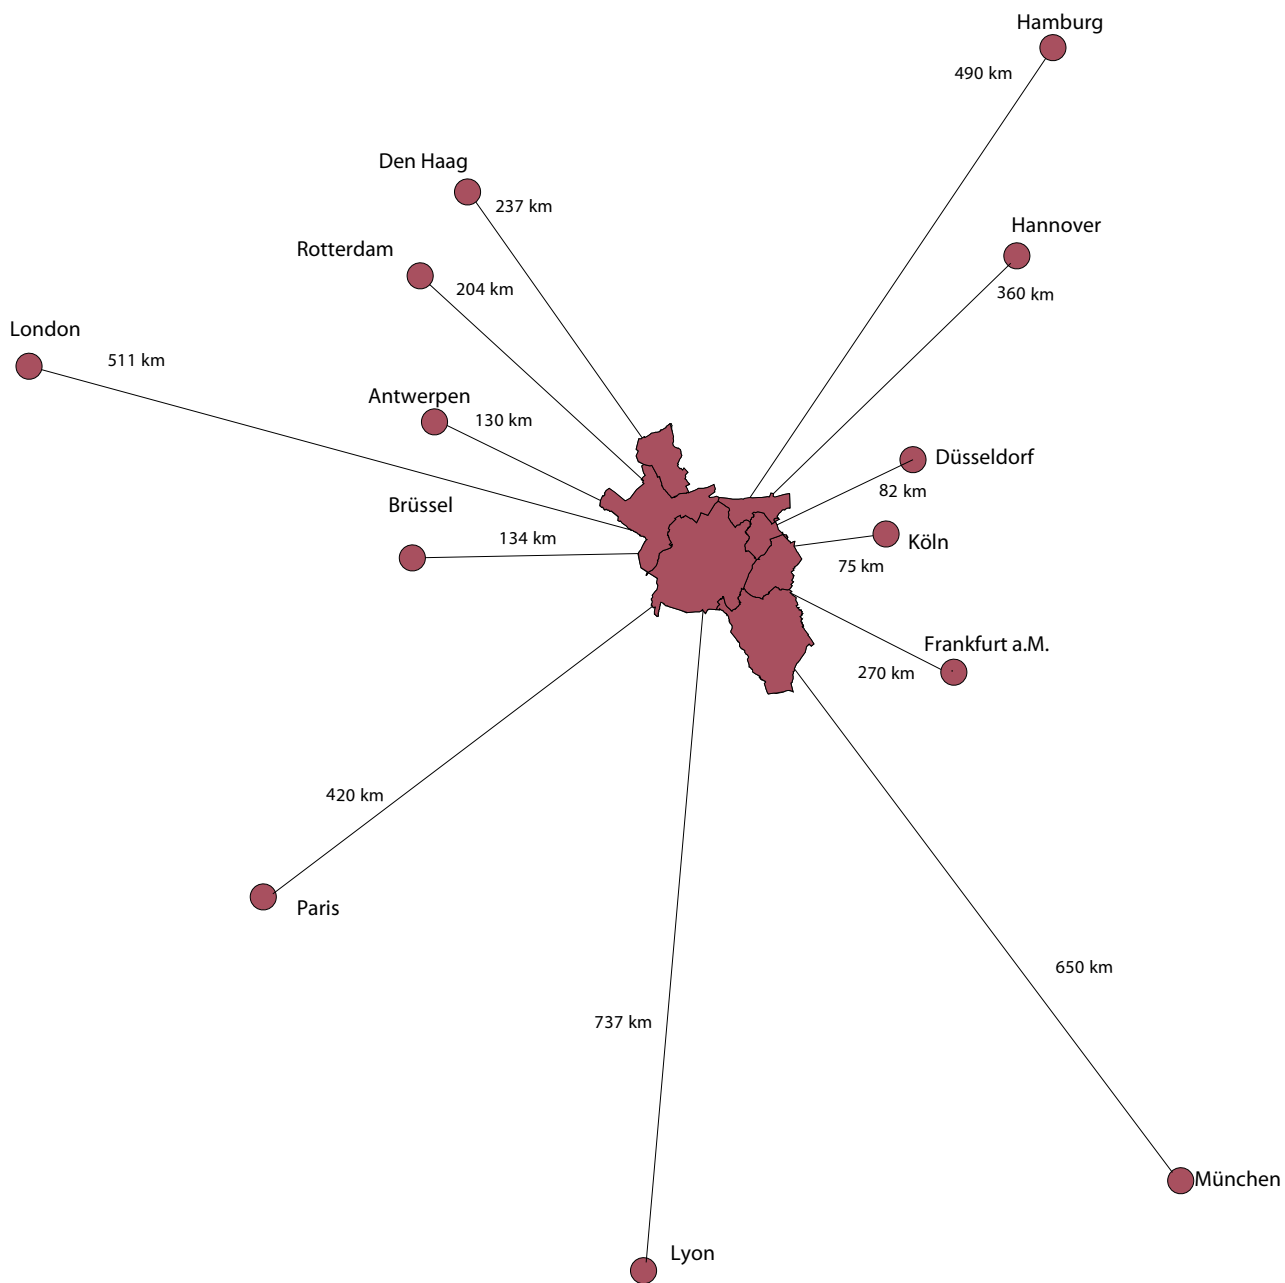 Hamburg
490 km
Den Haag
237 km
Hannover
Rotterdam
204 km
360 km
London
511 km
Antwerpen
130 km
Düsseldorf
82 km
Brüssel
134 km
Köln
75 km
Frankfurt a.M.
270 km
420 km
Paris
650 km
737 km
München
Lyon